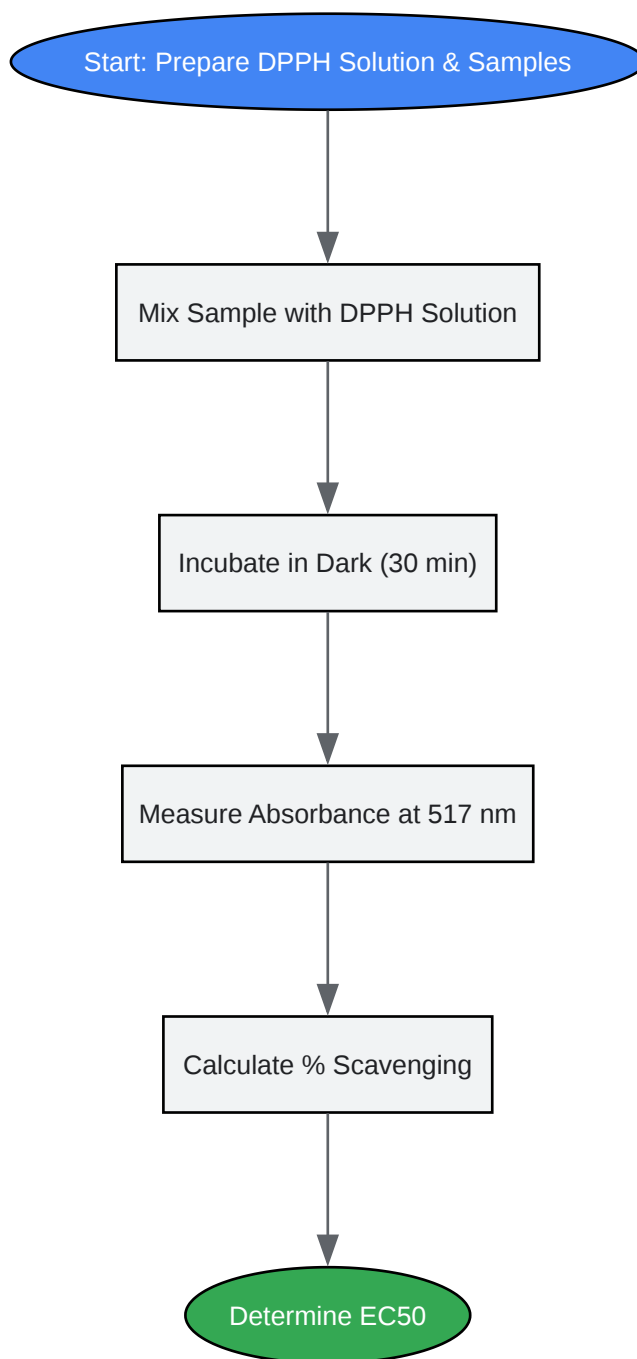 Start: Prepare DPPH Solution & Samples
Mix Sample with DPPH Solution
Incubate in Dark (30 min)
Measure Absorbance at 517 nm
Calculate % Scavenging
Determine EC50